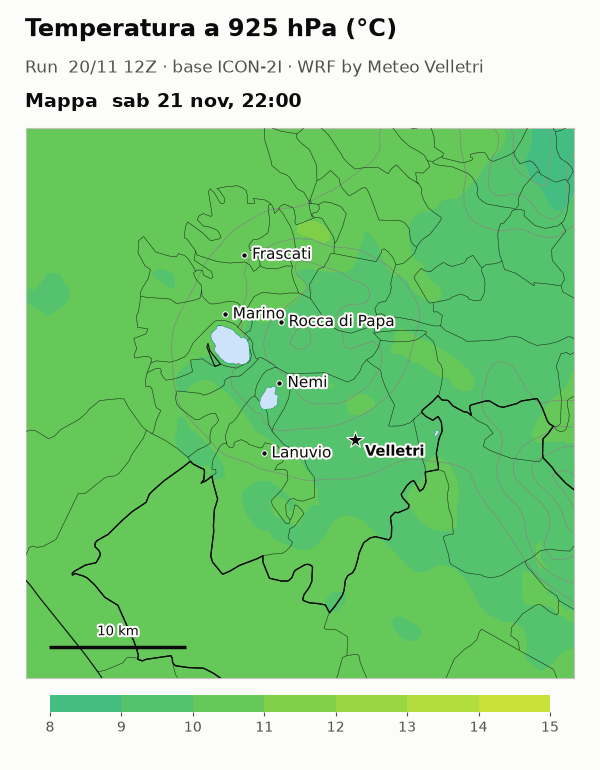 Temperatura a 925 hPa (°C)
Run  20/11 12Z · base ICON-2I · WRF by Meteo Velletri
Mappa  sab 21 nov, 22:00
Frascati
Marino
Rocca di Papa
Nemi
Velletri
Lanuvio
10 km
8 9 10 11 12 13 14 15